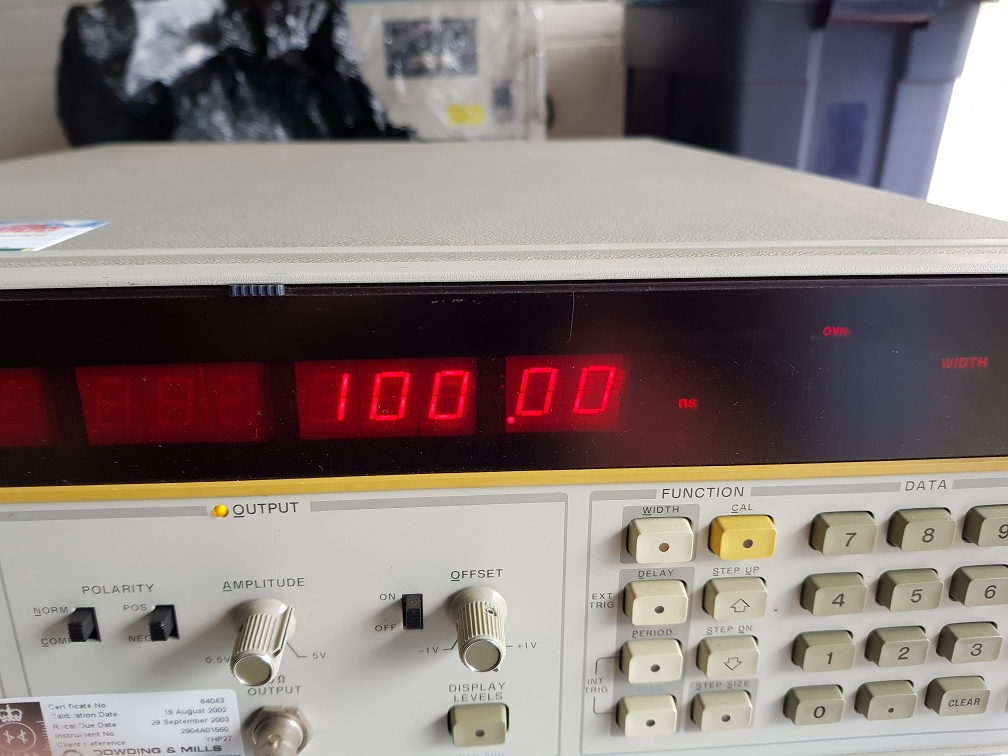 OVN
WIDTH
100.00 ns
OUTPUT
FUNCTION
DATA
WIDTH
CAL
7
8
9
POLARITY
AMPLITUDE
OFFSET
DELAY
STEP UP
NORM
POS
ON
EXT
TRIG
4
5
6
COMP
NEG
OFF
PERIOD
STEP DN
0.5V
5V
-1V
+1V
INT
TRIG
1
2
3
OUTPUT
DISPLAY
LEVELS
STEP SIZE
0
.
CLEAR
Certificate No. 64043
Calibration Date 19 August 2002
Recal Due Date 29 September 2003
Instrument No. 2904A01560
Client Reference YHP27
DOWDING & MILLS